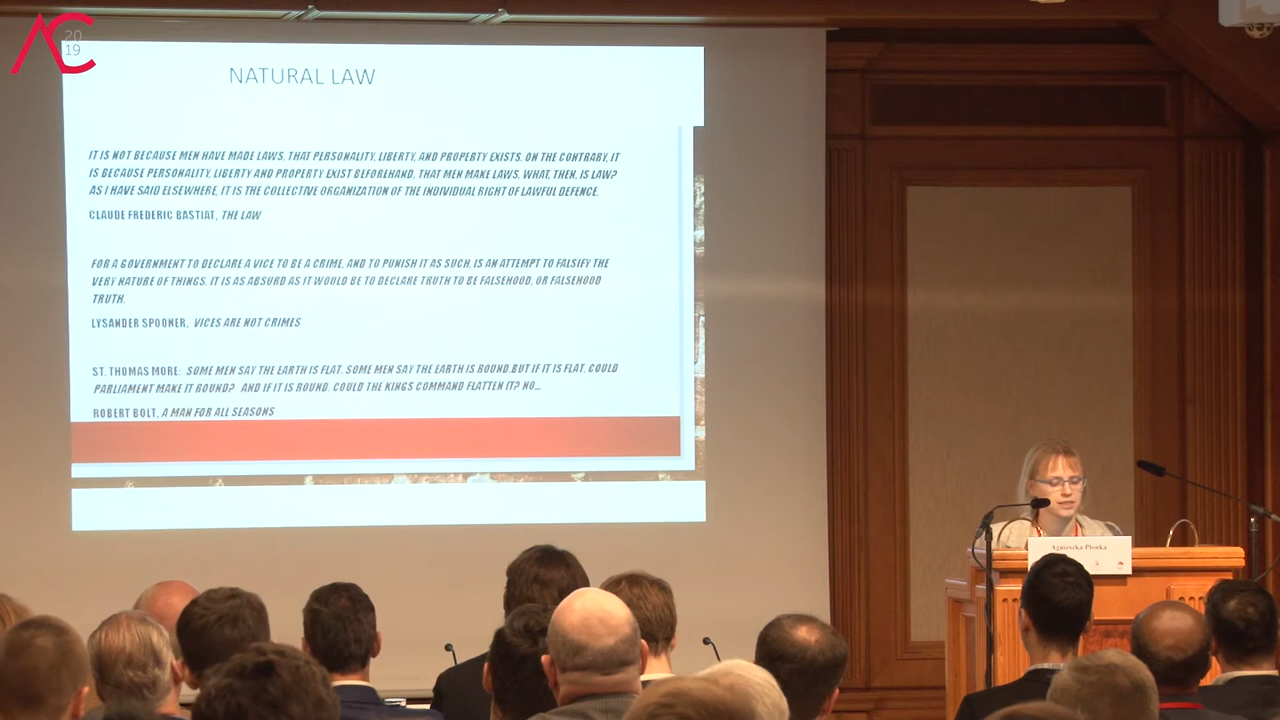 AC
20
19
NATURAL LAW
IT IS NOT BECAUSE MEN HAVE MADE LAWS, THAT PERSONALITY, LIBERTY, AND PROPERTY EXISTS. ON THE CONTRARY, IT
IS BECAUSE PERSONALITY, LIBERTY AND PROPERTY EXIST BEFOREHAND, THAT MEN MAKE LAWS. WHAT, THEN, IS LAW?
AS I HAVE SAID ELSEWHERE, IT IS THE COLLECTIVE ORGANIZATION OF THE INDIVIDUAL RIGHT OF LAWFUL DEFENCE.
CLAUDE FREDERIC BASTIAT, THE LAW
FOR A GOVERNMENT TO DECLARE A VICE TO BE A CRIME, AND TO PUNISH IT AS SUCH, IS AN ATTEMPT TO FALSIFY THE
VERY NATURE OF THINGS. IT IS AS ABSURD AS IT WOULD BE TO DECLARE TRUTH TO BE FALSEHOOD, OR FALSEHOOD
TRUTH.
LYSANDER SPOONER, VICES ARE NOT CRIMES
ST. THOMAS MORE: SOME MEN SAY THE EARTH IS FLAT. SOME MEN SAY THE EARTH IS ROUND.BUT IF IT IS FLAT, COULD
PARLIAMENT MAKE IT ROUND? AND IF IT IS ROUND, COULD THE KINGS COMMAND FLATTEN IT? NO...
ROBERT BOLT, A MAN FOR ALL SEASONS
Agnieszka Płonka